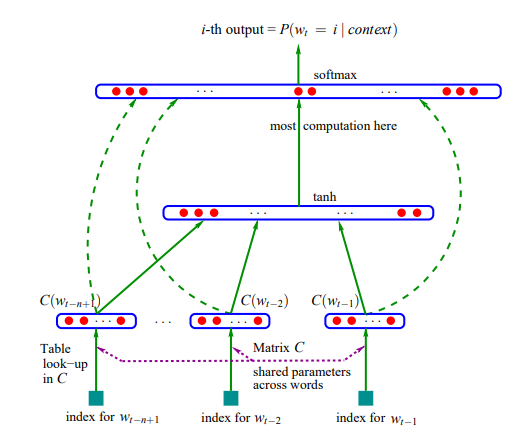 i-th output = P(w_t = i | context)
softmax
. . .
. . .
most computation here
tanh
. . .
. . .
C(w_{t−n+1})
C(w_{t−2})
C(w_{t−1})
. . .
. . .
. . .
. . .
Table
look−up
in C
Matrix C
shared parameters
across words
index for w_{t−n+1}
index for w_{t−2}
index for w_{t−1}